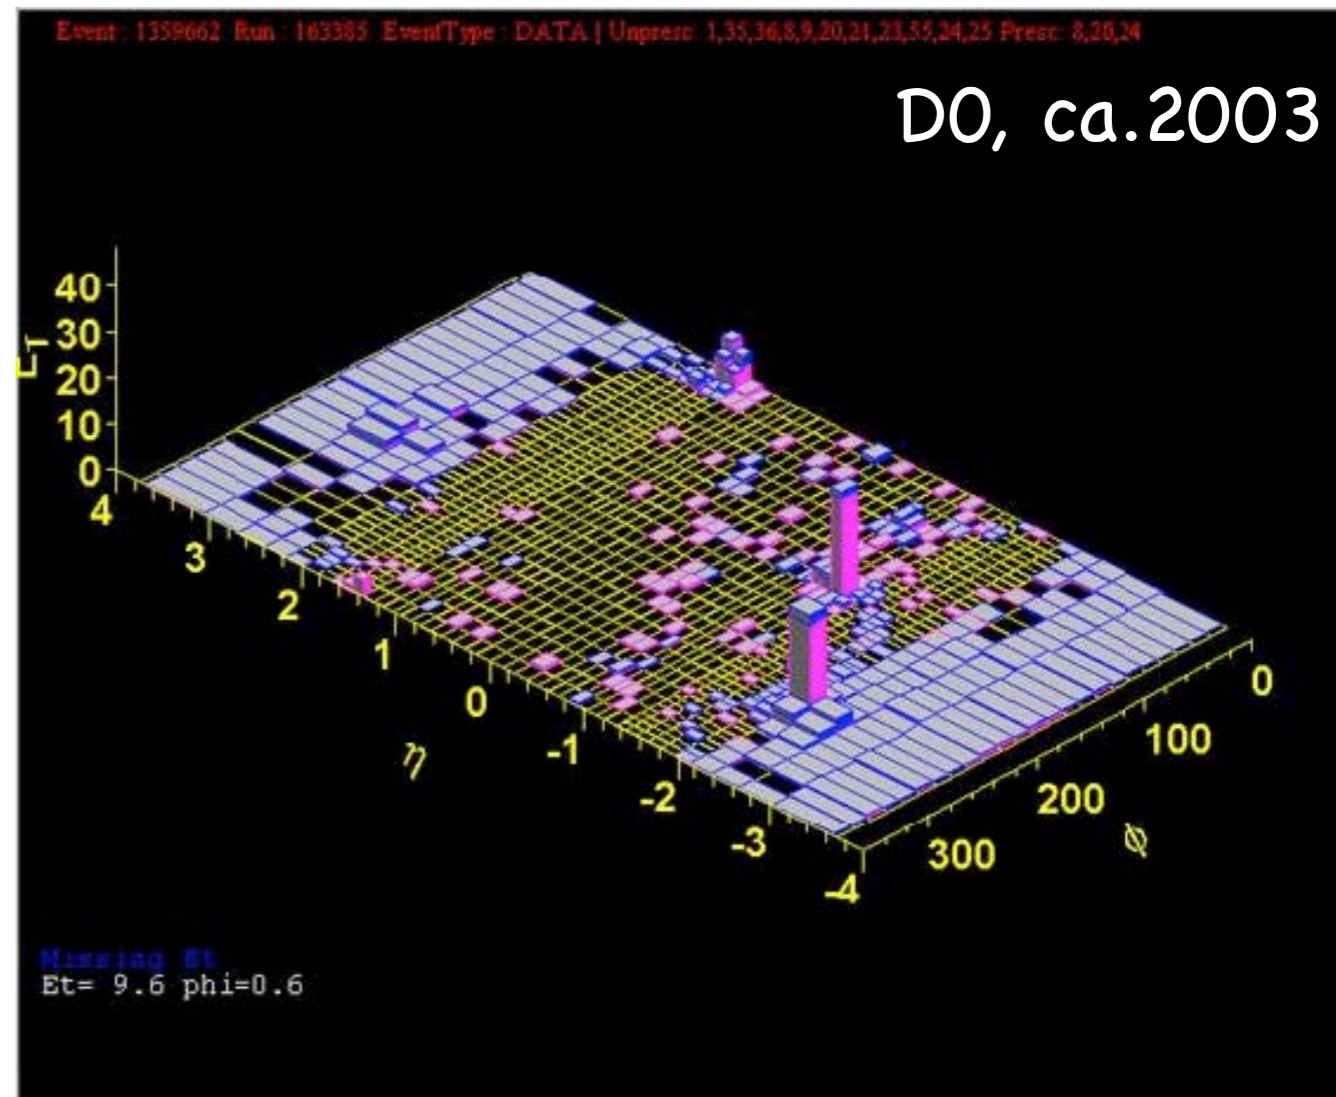 Event : 1359662 Run : 163385 EventType : DATA | Unpresc: 1,35,36,8,9,20,21,23,55,24,25 Presc: 8,20,24
D0, ca.2003
40
30
20
10
0
ET
4
3
2
1
0
-1
-2
-3
-4
η
300
200
100
0
φ
Missing Et
Et= 9.6 phi=0.6